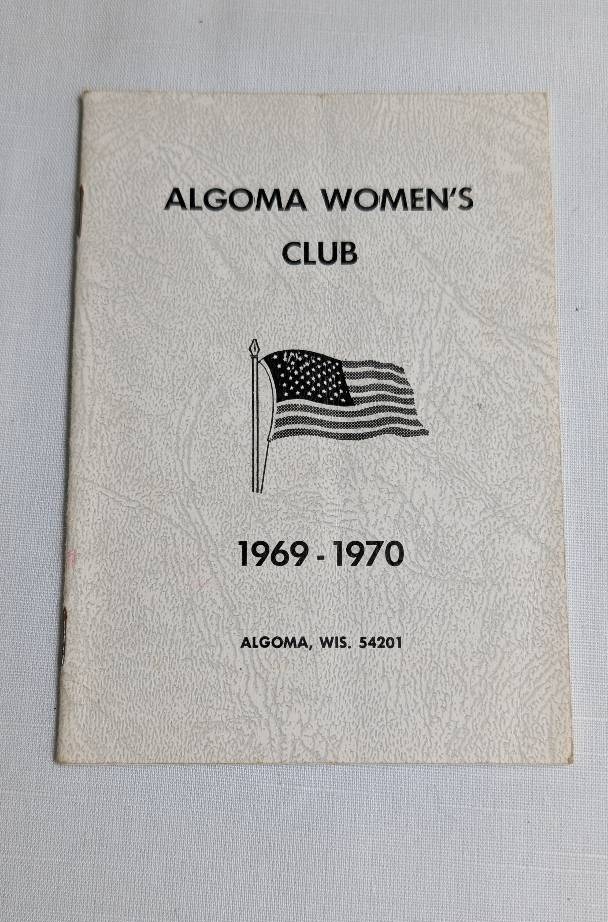 ALGOMA WOMEN'S
CLUB
1969 - 1970
ALGOMA, WIS. 54201